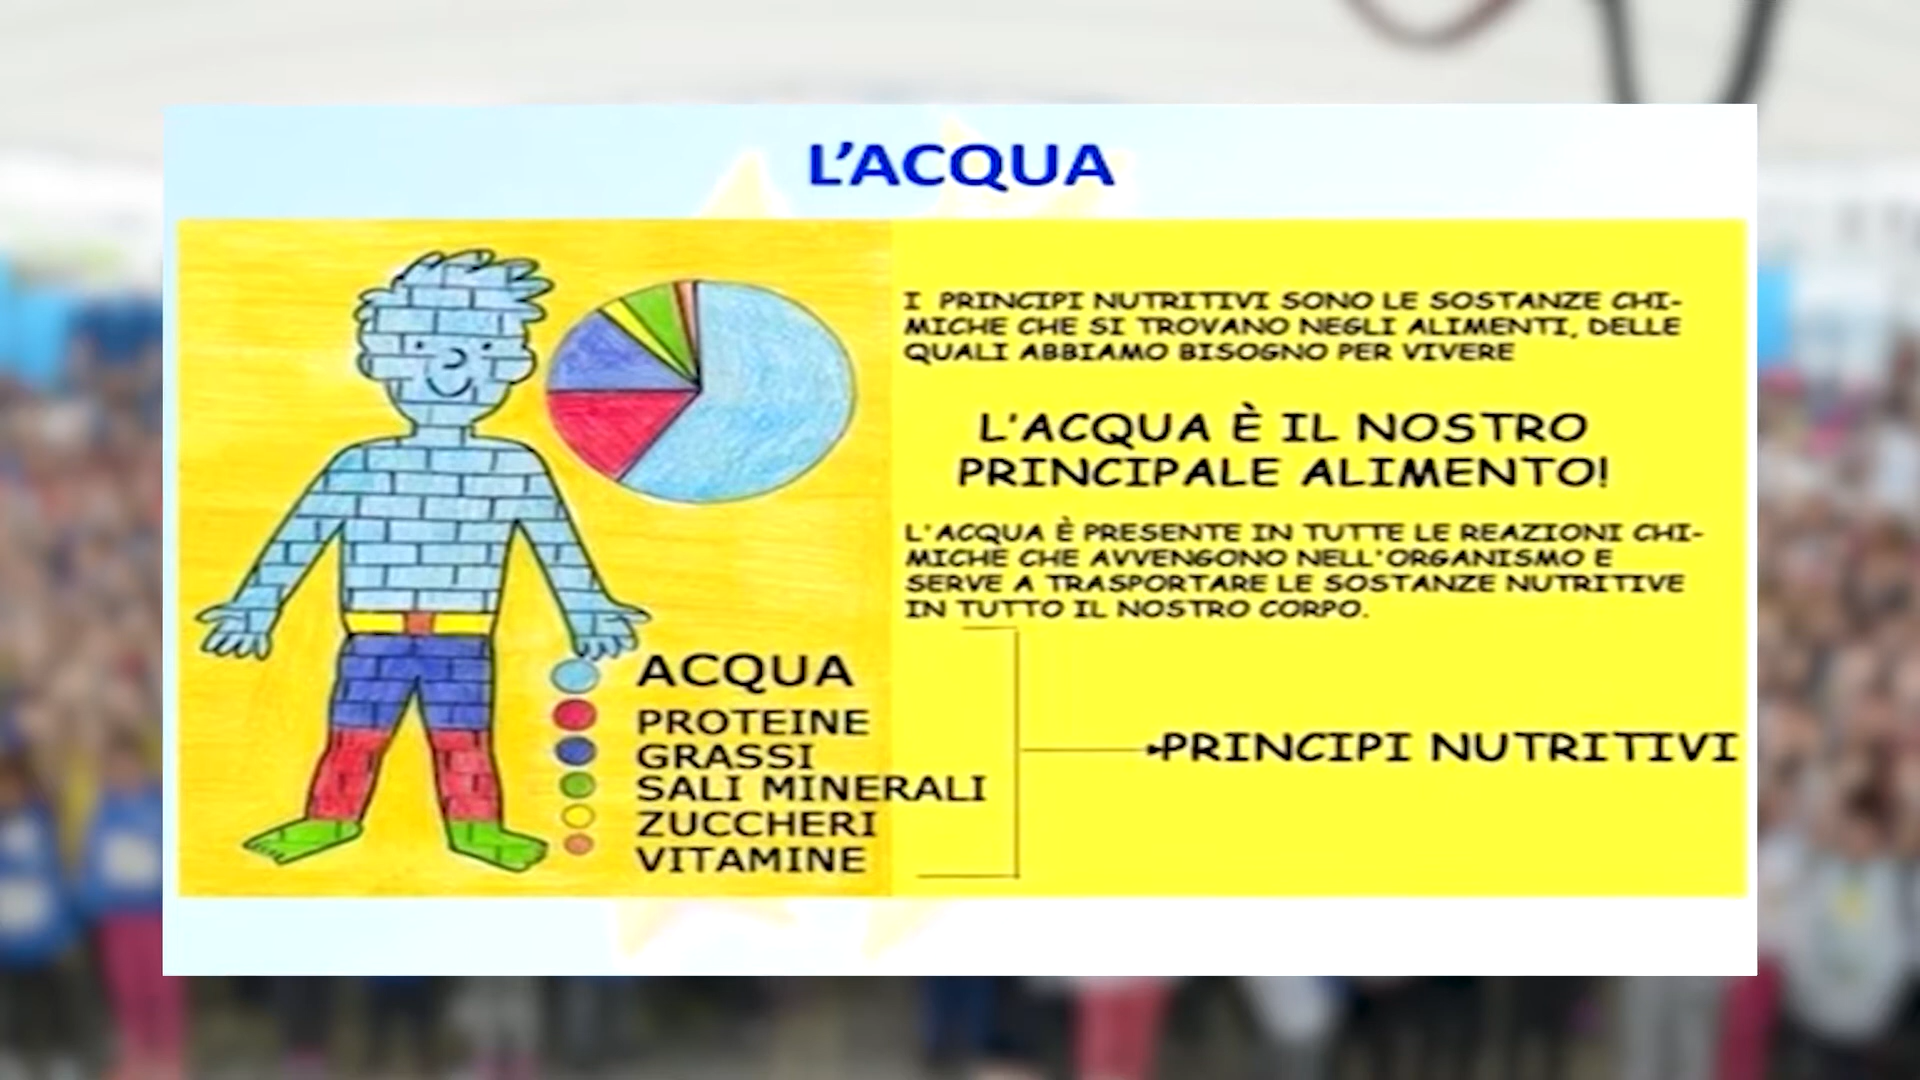 L'ACQUA
I PRINCIPI NUTRITIVI SONO LE SOSTANZE CHI-
MICHE CHE SI TROVANO NEGLI ALIMENTI, DELLE
QUALI ABBIAMO BISOGNO PER VIVERE
L'ACQUA È IL NOSTRO
PRINCIPALE ALIMENTO!
L'ACQUA È PRESENTE IN TUTTE LE REAZIONI CHI-
MICHE CHE AVVENGONO NELL'ORGANISMO E
SERVE A TRASPORTARE LE SOSTANZE NUTRITIVE
IN TUTTO IL NOSTRO CORPO.
ACQUA
PROTEINE
GRASSI
SALI MINERALI
ZUCCHERI
VITAMINE
PRINCIPI NUTRITIVI